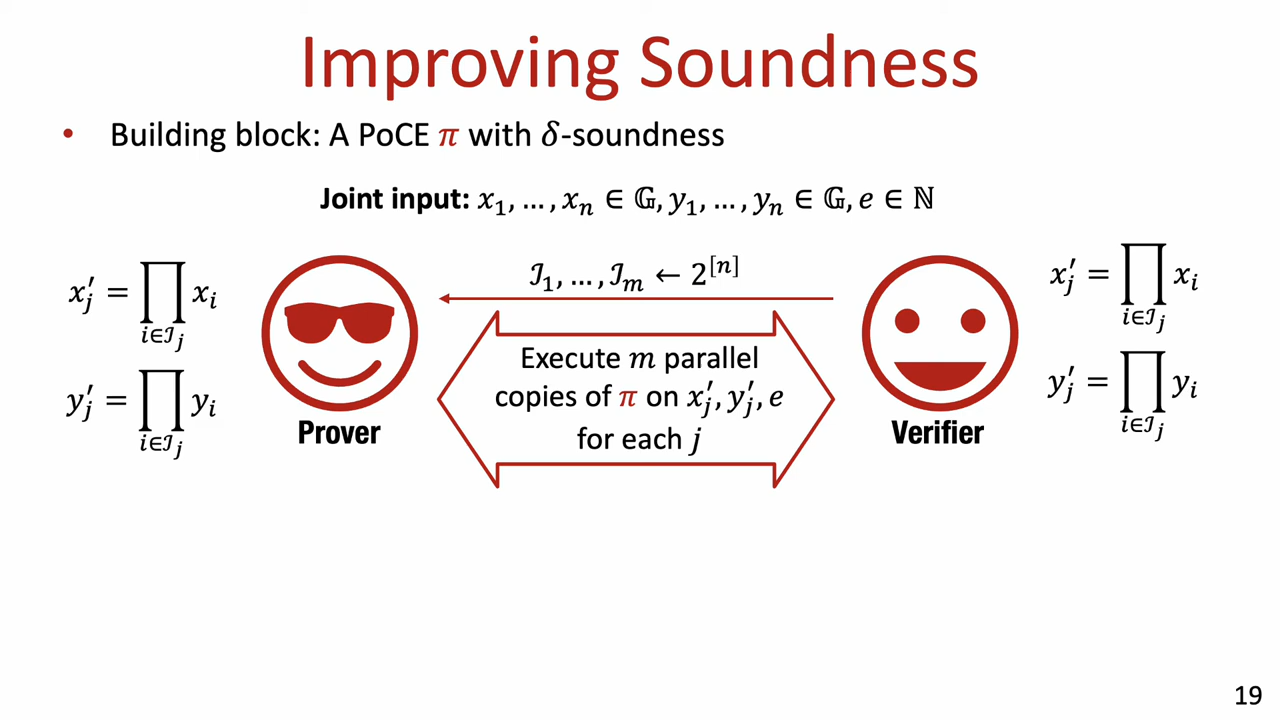 Improving Soundness
• Building block: A PoCE π with δ-soundness
Joint input: x₁, …, xₙ ∈ 𝔾, y₁, …, yₙ ∈ 𝔾, e ∈ ℕ
x′ⱼ = ∏_{i∈ℐⱼ} xᵢ
y′ⱼ = ∏_{i∈ℐⱼ} yᵢ
Prover
ℐ₁, …, ℐₘ ← 2^{[n]}
Execute m parallel
copies of π on x′ⱼ, y′ⱼ, e
for each j
x′ⱼ = ∏_{i∈ℐⱼ} xᵢ
y′ⱼ = ∏_{i∈ℐⱼ} yᵢ
Verifier
19